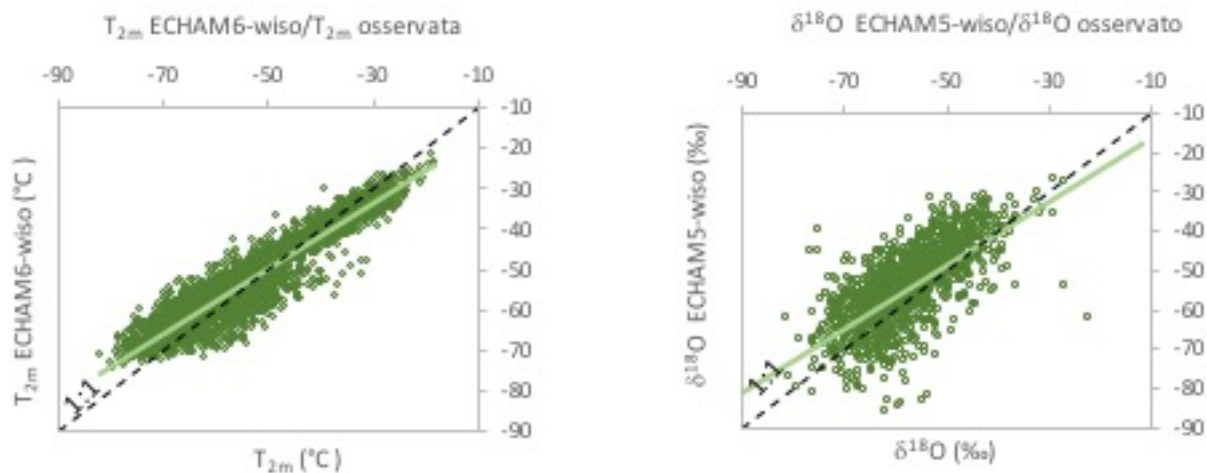 T₂ₘ ECHAM6-wiso/T₂ₘ osservata
-90 -70 -50 -30 -10
-10
-20
-30
-40
-50
-60
-70
-80
-90
T₂ₘ ECHAM6-wiso (°C)
1:1
T₂ₘ (°C)
δ¹⁸O ECHAM5-wiso/δ¹⁸O osservato
-90 -70 -50 -30 -10
-10
-20
-30
-40
-50
-60
-70
-80
-90
δ¹⁸O ECHAM5-wiso (‰)
1:1
δ¹⁸O (‰)